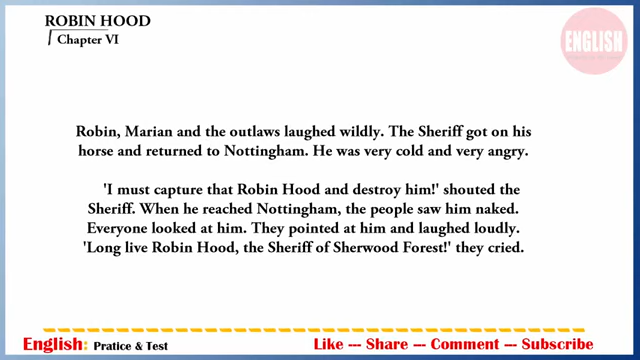 ROBIN HOOD
Chapter VI
ENGLISH
Robin, Marian and the outlaws laughed wildly. The Sheriff got on his
horse and returned to Nottingham. He was very cold and very angry.
'I must capture that Robin Hood and destroy him!' shouted the
Sheriff. When he reached Nottingham, the people saw him naked.
Everyone looked at him. They pointed at him and laughed loudly.
'Long live Robin Hood, the Sheriff of Sherwood Forest!' they cried.
English: Pratice & Test
Like --- Share --- Comment --- Subscribe